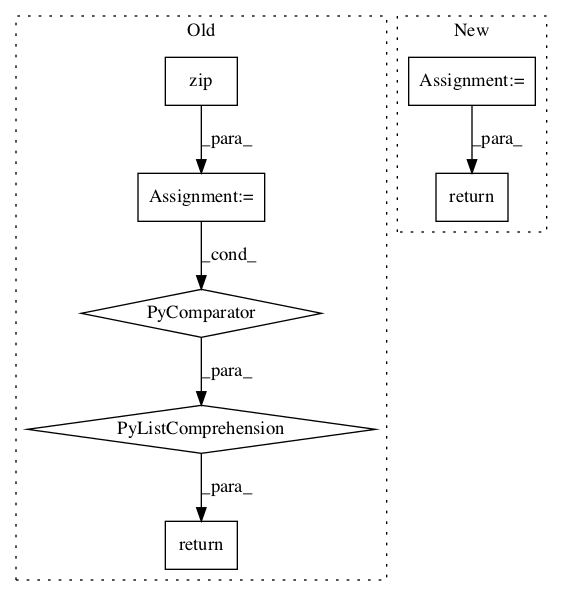 Old
New
zip
Assignment:=
_para_
_para_
Assignment:=
return
_cond_
PyComparator
_para_
PyListComprehension
_para_
return